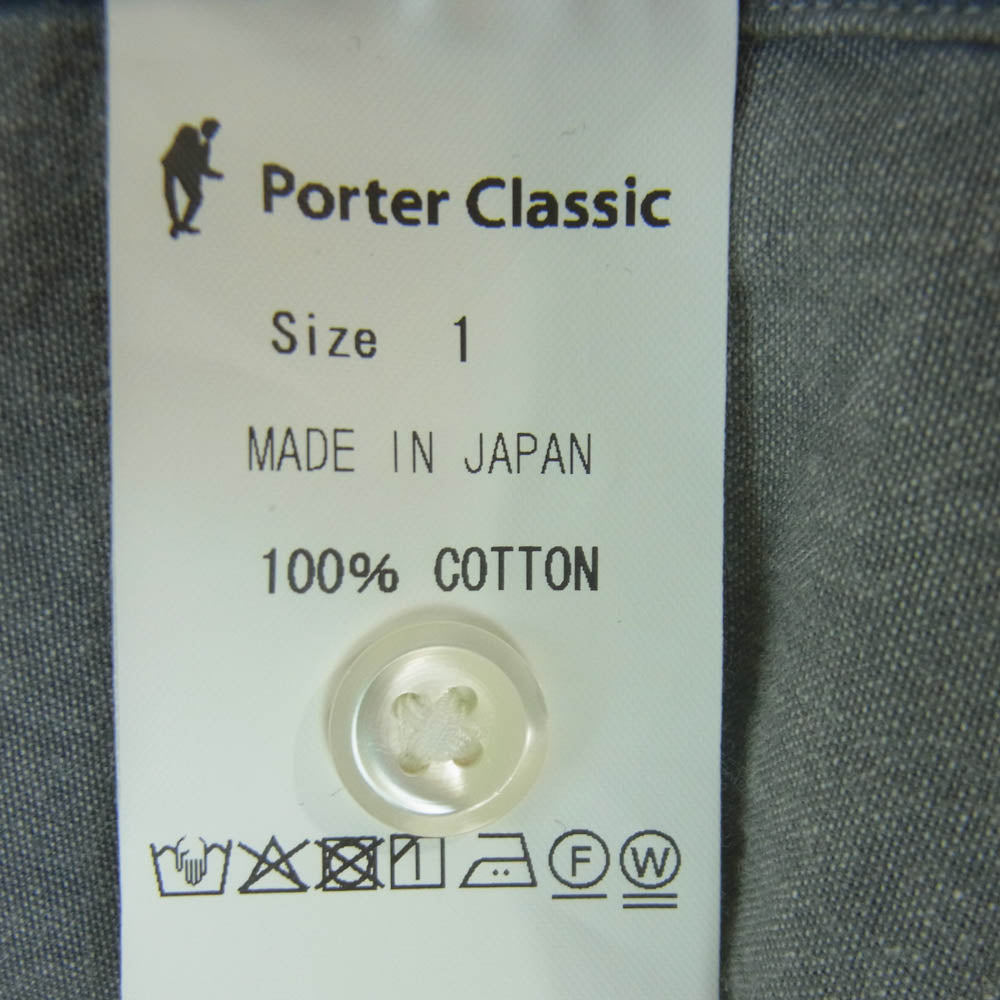 Porter Classic
Size 1
MADE IN JAPAN
100% COTTON
F W